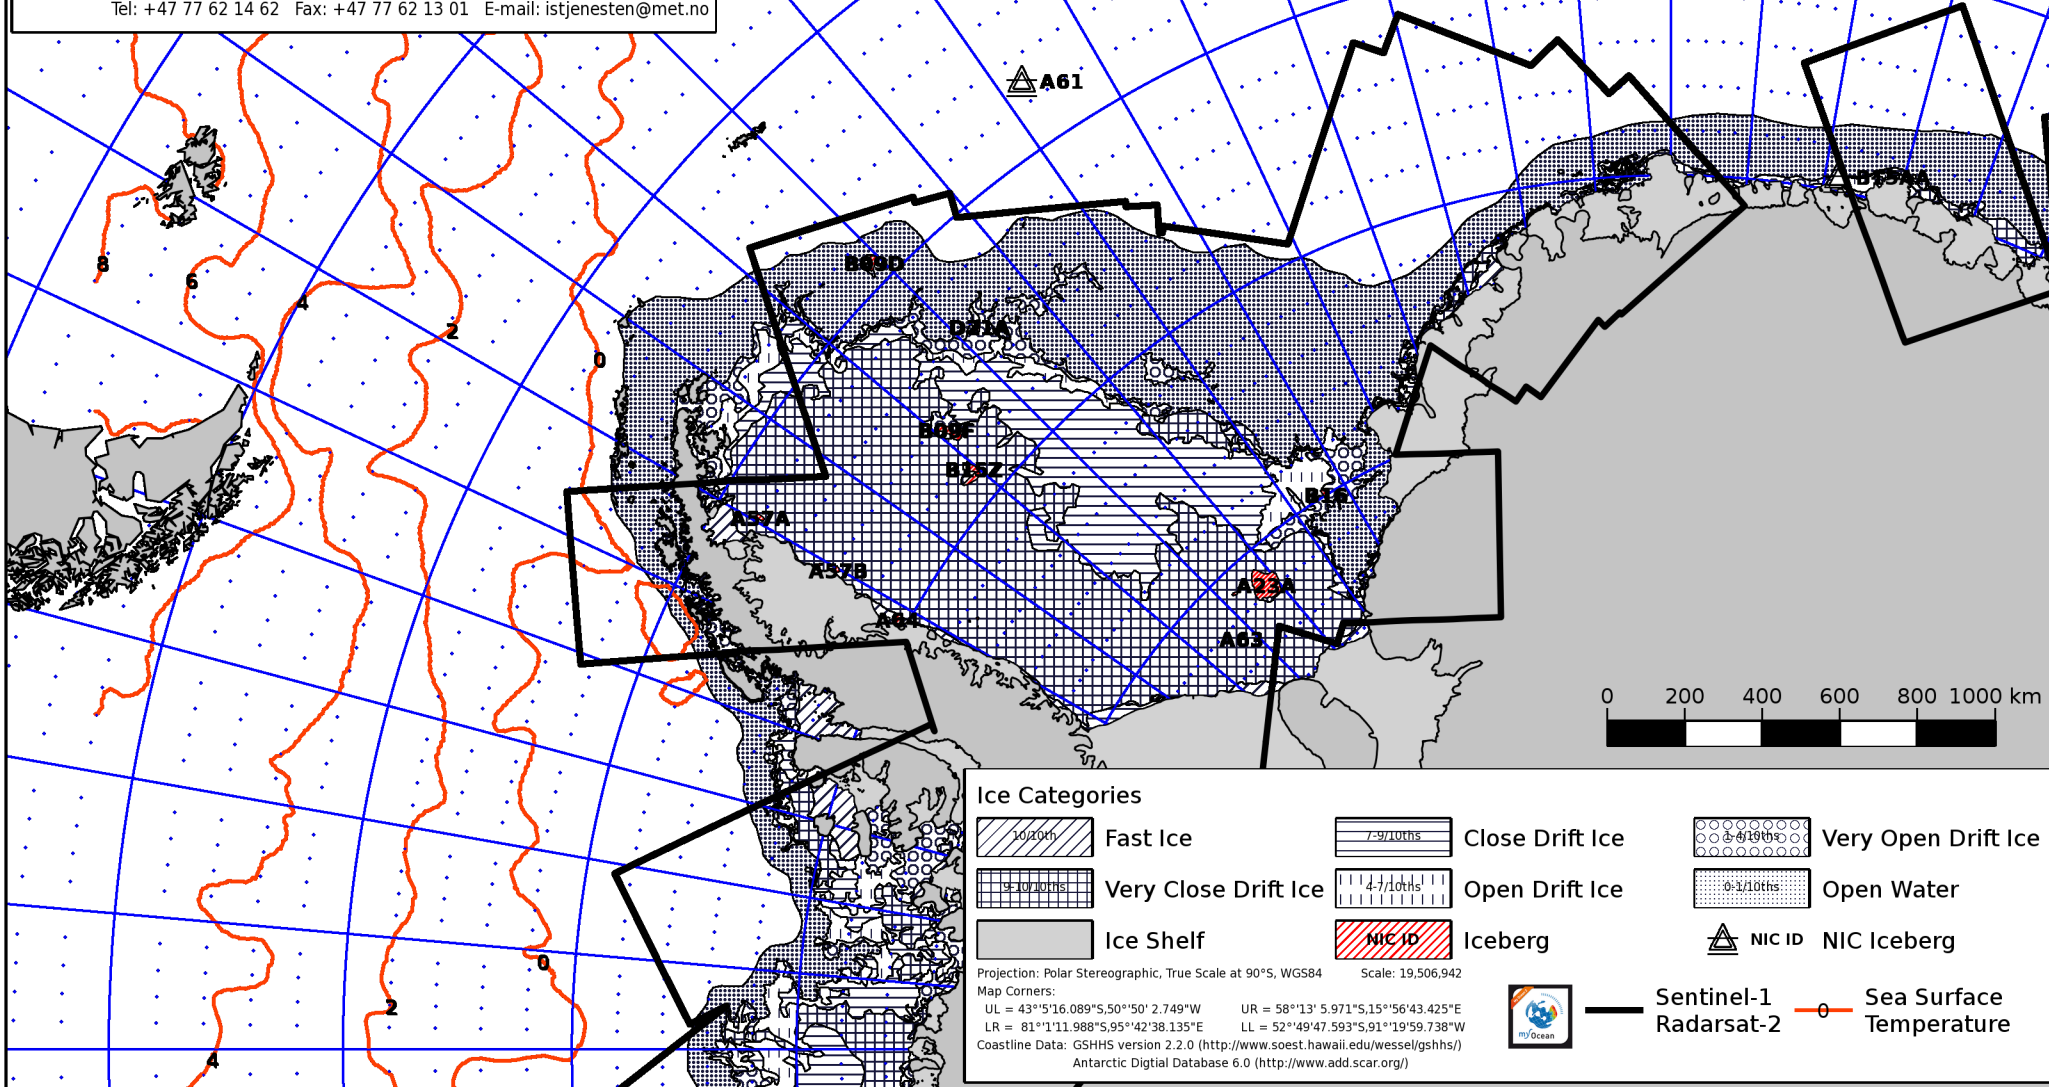 Tel: +47 77 62 14 62 Fax: +47 77 62 13 01 E-mail: istjenesten@met.no
A61
B15AA
8
B09D
6
4
D21A
2
0
B09F
B15Z
B16
A57A
A57B
A23A
A64
A63
0 200 400 600 800 1000 km
Ice Categories
10/10th Fast Ice
7-9/10ths Close Drift Ice
1-4/10ths Very Open Drift Ice
9-10/10ths Very Close Drift Ice
4-7/10ths Open Drift Ice
0-1/10ths Open Water
Ice Shelf
NIC ID Iceberg
NIC ID NIC Iceberg
Projection: Polar Stereographic, True Scale at 90°S, WGS84 Scale: 19,506,942
Map Corners:
UL = 43°'5'16.089"S,50°'50' 2.749"W UR = 58°'13' 5.971"S,15°'56'43.425"E
LR = 81°'1'11.988"S,95°'42'38.135"E LL = 52°'49'47.593"S,91°'19'59.738"W
Coastline Data: GSHHS version 2.2.0 (http://www.soest.hawaii.edu/wessel/gshhs/)
Antarctic Digtial Database 6.0 (http://www.add.scar.org/)
my Ocean
Sentinel-1
Radarsat-2
0
Sea Surface
Temperature
0
2
4